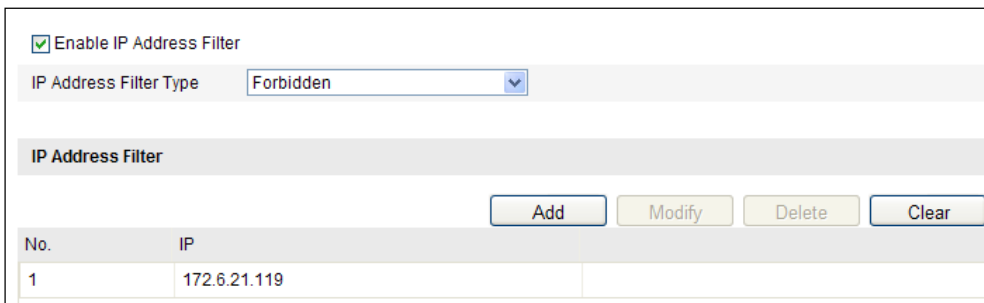 Enable IP Address Filter
IP Address Filter Type Forbidden
IP Address Filter
Add Modify Delete Clear
No. IP
1 172.6.21.119